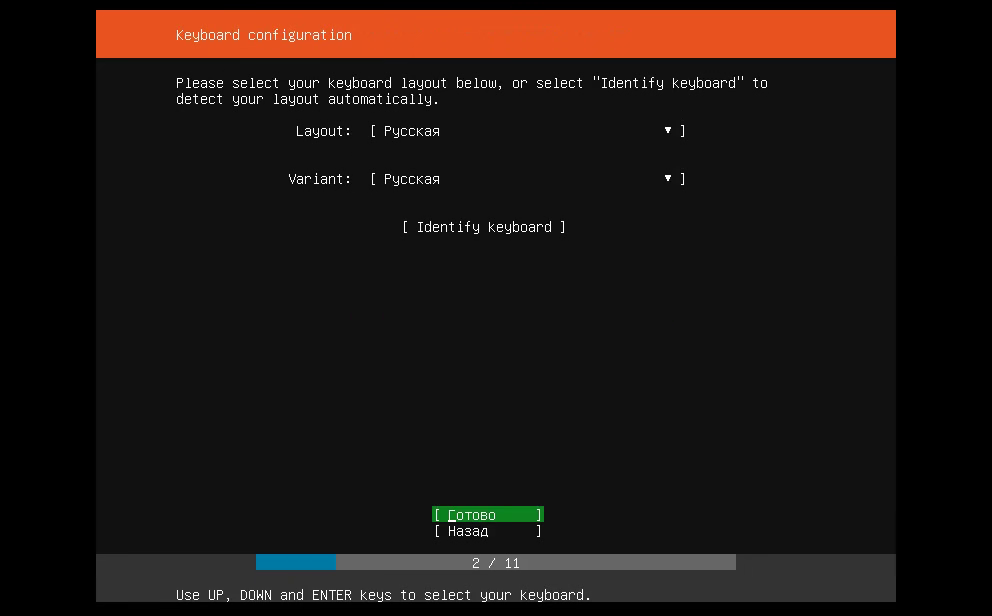 Keyboard configuration
Please select your keyboard layout below, or select "Identify keyboard" to
detect your layout automatically.
Layout: [ Русская ▼ ]
Variant: [ Русская ▼ ]
[ Identify keyboard ]
[ Готово ]
[ Назад ]
2 / 11
Use UP, DOWN and ENTER keys to select your keyboard.